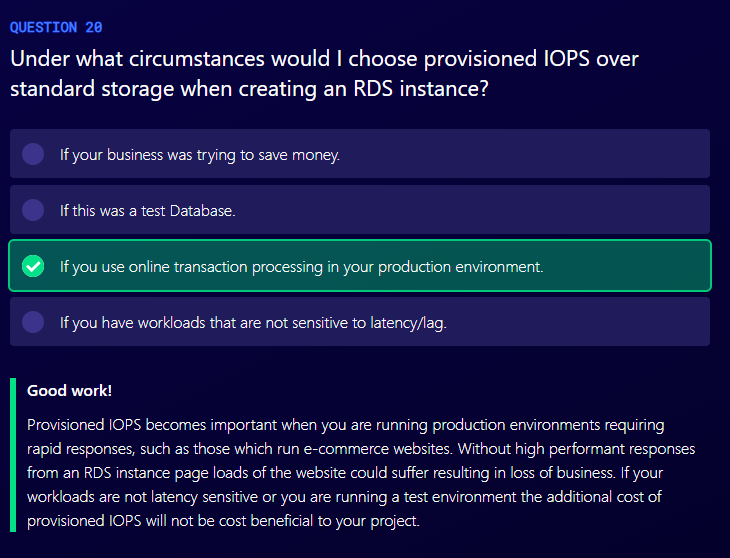 QUESTION 20
Under what circumstances would I choose provisioned IOPS over
standard storage when creating an RDS instance?
If your business was trying to save money.
If this was a test Database.
If you use online transaction processing in your production environment.
If you have workloads that are not sensitive to latency/lag.
Good work!
Provisioned IOPS becomes important when you are running production environments requiring
rapid responses, such as those which run e-commerce websites. Without high performant responses
from an RDS instance page loads of the website could suffer resulting in loss of business. If your
workloads are not latency sensitive or you are running a test environment the additional cost of
provisioned IOPS will not be cost beneficial to your project.